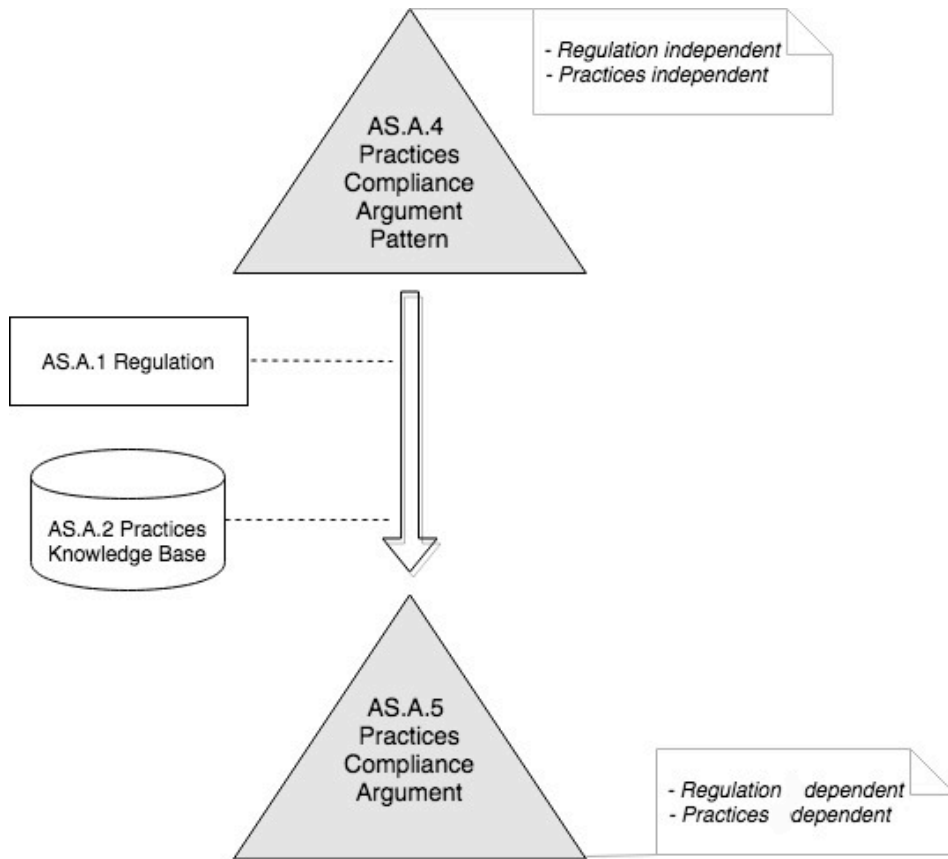 - Regulation independent
- Practices independent
AS.A.4
Practices
Compliance
Argument
Pattern
AS.A.1 Regulation
AS.A.2 Practices
Knowledge Base
AS.A.5
Practices
Compliance
Argument
- Regulation dependent
- Practices dependent